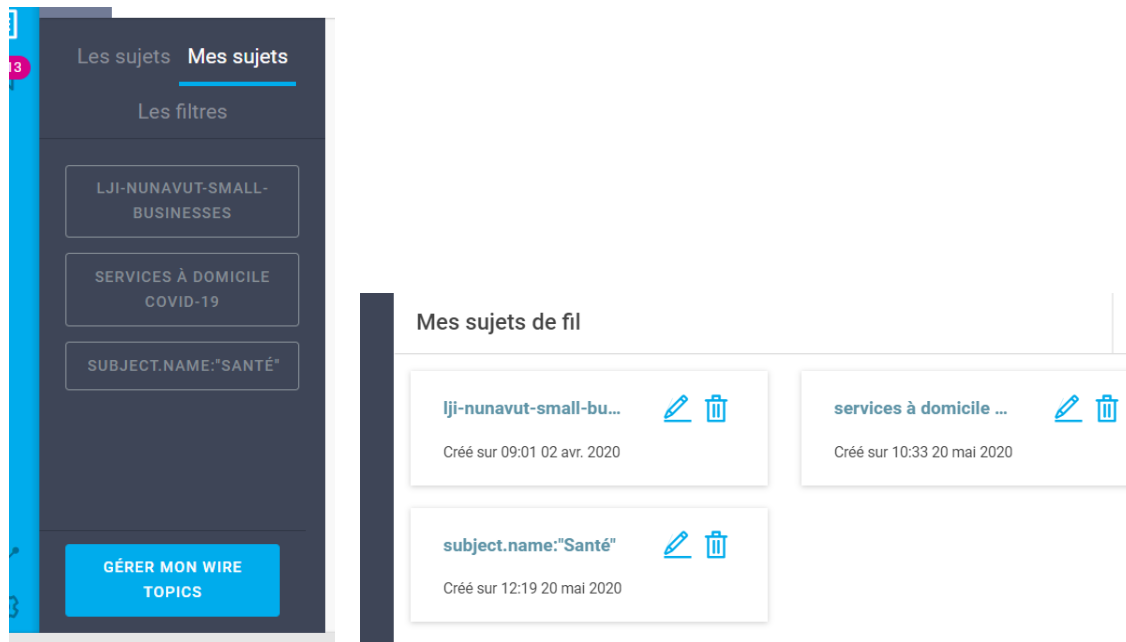 13
Les sujets Mes sujets
Les filtres
LJI-NUNAVUT-SMALL-
BUSINESSES
SERVICES À DOMICILE
COVID-19
SUBJECT.NAME:"SANTÉ"
GÉRER MON WIRE
TOPICS
Mes sujets de fil
lji-nunavut-small-bu...
Créé sur 09:01 02 avr. 2020
services à domicile ...
Créé sur 10:33 20 mai 2020
subject.name:"Santé"
Créé sur 12:19 20 mai 2020